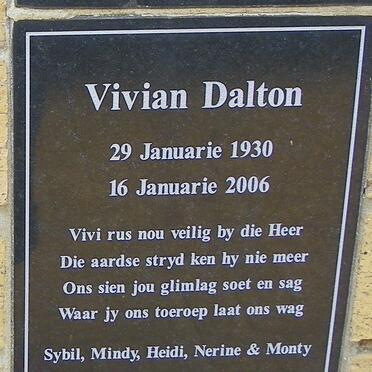 Vivian Dalton
29 Januarie 1930
16 Januarie 2006
Vivi rus nou veilig by die Heer
Die aardse stryd ken hy nie meer
Ons sien jou glimlag soet en sag
Waar jy ons toeroep laat ons wag
Sybil, Mindy, Heidi, Nerine & Monty